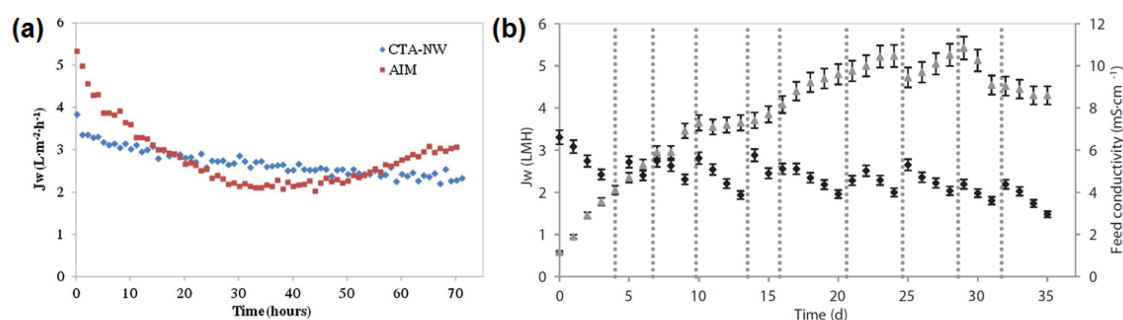 (a)
6
5
4
3
2
1
0
Jw (L·m⁻²·h⁻¹)
CTA-NW
AIM
0 10 20 30 40 50 60 70
Time (hours)
(b)
6
5
4
3
2
1
0
Jw (LMH)
12
10
8
6
4
2
0
Feed conductivity (mS·cm⁻¹)
0 5 10 15 20 25 30 35
Time (d)